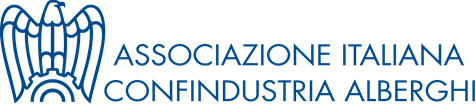 ASSOCIAZIONE ITALIANA
CONFINDUSTRIA ALBERGHI